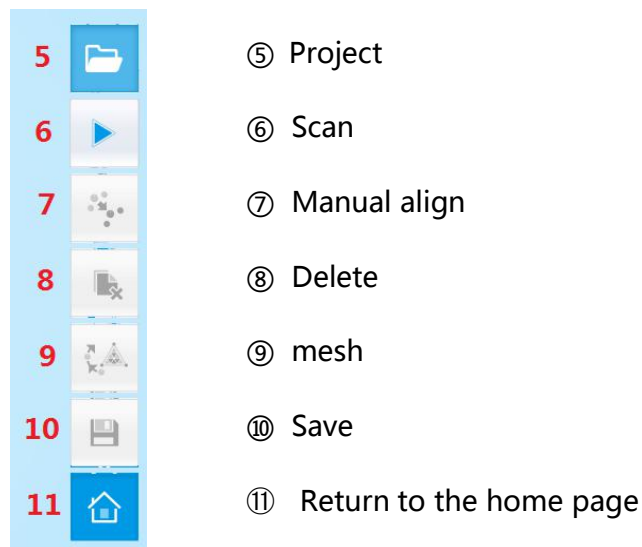 5 ⑤ Project
6 ⑥ Scan
7 ⑦ Manual align
8 ⑧ Delete
9 ⑨ mesh
10 ⑩ Save
11 ⑪ Return to the home page